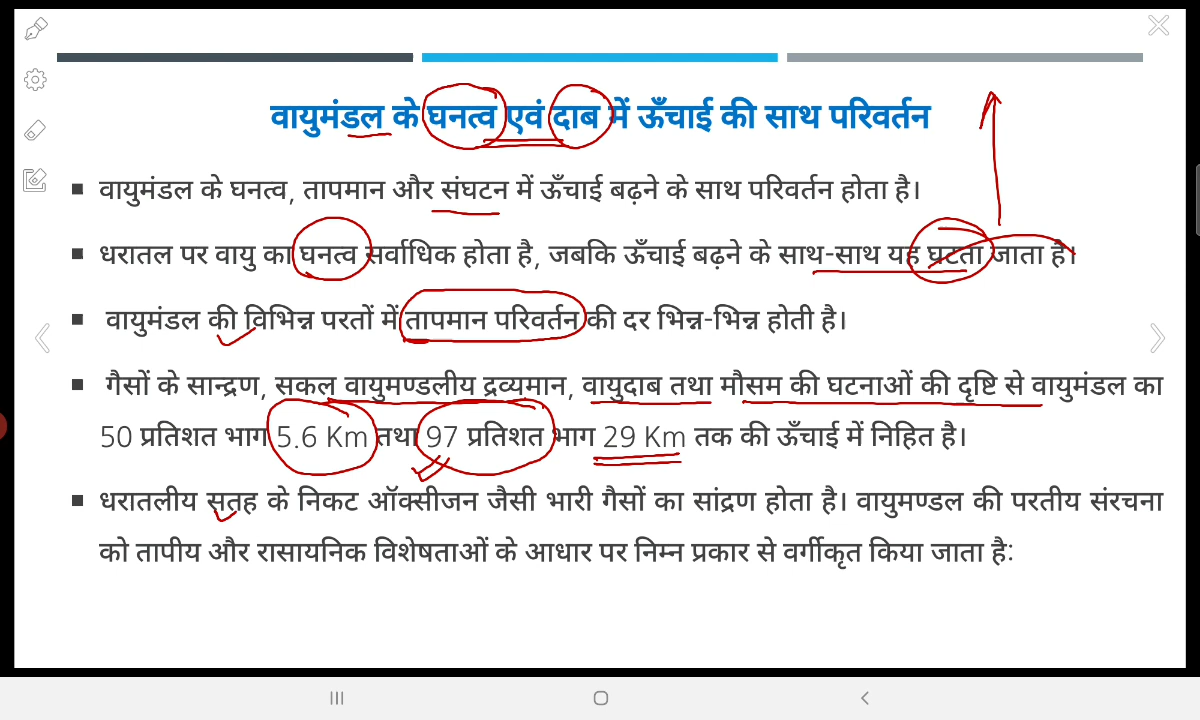 वायुमंडल के घनत्व एवं दाब में ऊँचाई की साथ परिवर्तन
वायुमंडल के घनत्व, तापमान और संघटन में ऊँचाई बढ़ने के साथ परिवर्तन होता है।
धरातल पर वायु का घनत्व सर्वाधिक होता है, जबकि ऊँचाई बढ़ने के साथ-साथ यह घटता जाता है।
वायुमंडल की विभिन्न परतों में तापमान परिवर्तन की दर भिन्न-भिन्न होती है।
गैसों के सान्द्रण, सकल वायुमण्डलीय द्रव्यमान, वायुदाब तथा मौसम की घटनाओं की दृष्टि से वायुमंडल का
50 प्रतिशत भाग 5.6 Km तथा 97 प्रतिशत भाग 29 Km तक की ऊँचाई में निहित है।
धरातलीय सतह के निकट ऑक्सीजन जैसी भारी गैसों का सांद्रण होता है। वायुमण्डल की परतीय संरचना
को तापीय और रासायनिक विशेषताओं के आधार पर निम्न प्रकार से वर्गीकृत किया जाता है: